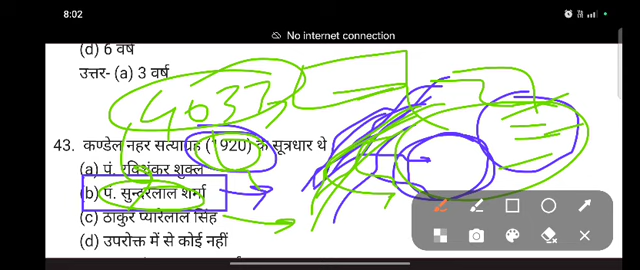 8:02
No internet connection
(d) 6 वर्ष
उत्तर- (a) 3 वर्ष
4033
43. कण्डेल नहर सत्याग्रह (1920) के सूत्रधार थे
(a) पं. रविशंकर शुक्ल
(b) प. सुन्दरलाल शर्मा
(c) ठाकुर प्यारेलाल सिंह
(d) उपरोक्त में से कोई नहीं